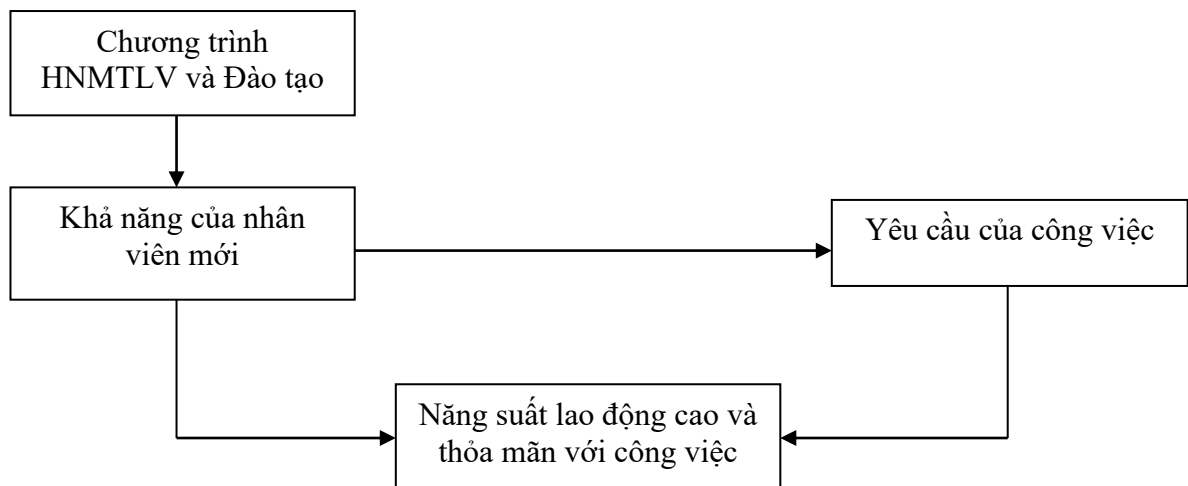 Chương trình
HNMTLV và Đào tạo
Khả năng của nhân
viên mới
Yêu cầu của công việc
Năng suất lao động cao và
thỏa mãn với công việc